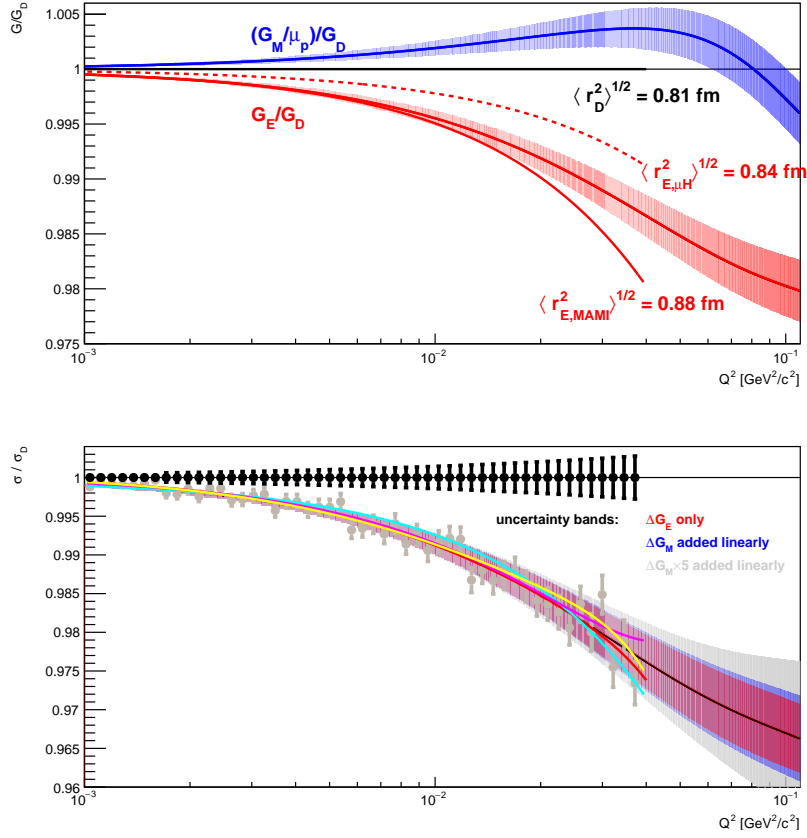 G/G_D
1.005
1
0.995
0.99
0.985
0.98
0.975
(G_M/μ_p)/G_D
G_E/G_D
⟨ r_D^2 ⟩^1/2 = 0.81 fm
⟨ r_E,μH^2 ⟩^1/2 = 0.84 fm
⟨ r_E,MAMI^2 ⟩^1/2 = 0.88 fm
10^−3 10^−2 10^−1
Q^2 [GeV^2/c^2]
σ / σ_D
1
0.995
0.99
0.985
0.98
0.975
0.97
0.965
0.96
uncertainty bands: ΔG_E only
ΔG_M added linearly
ΔG_M×5 added linearly
10^−3 10^−2 10^−1
Q^2 [GeV^2/c^2]